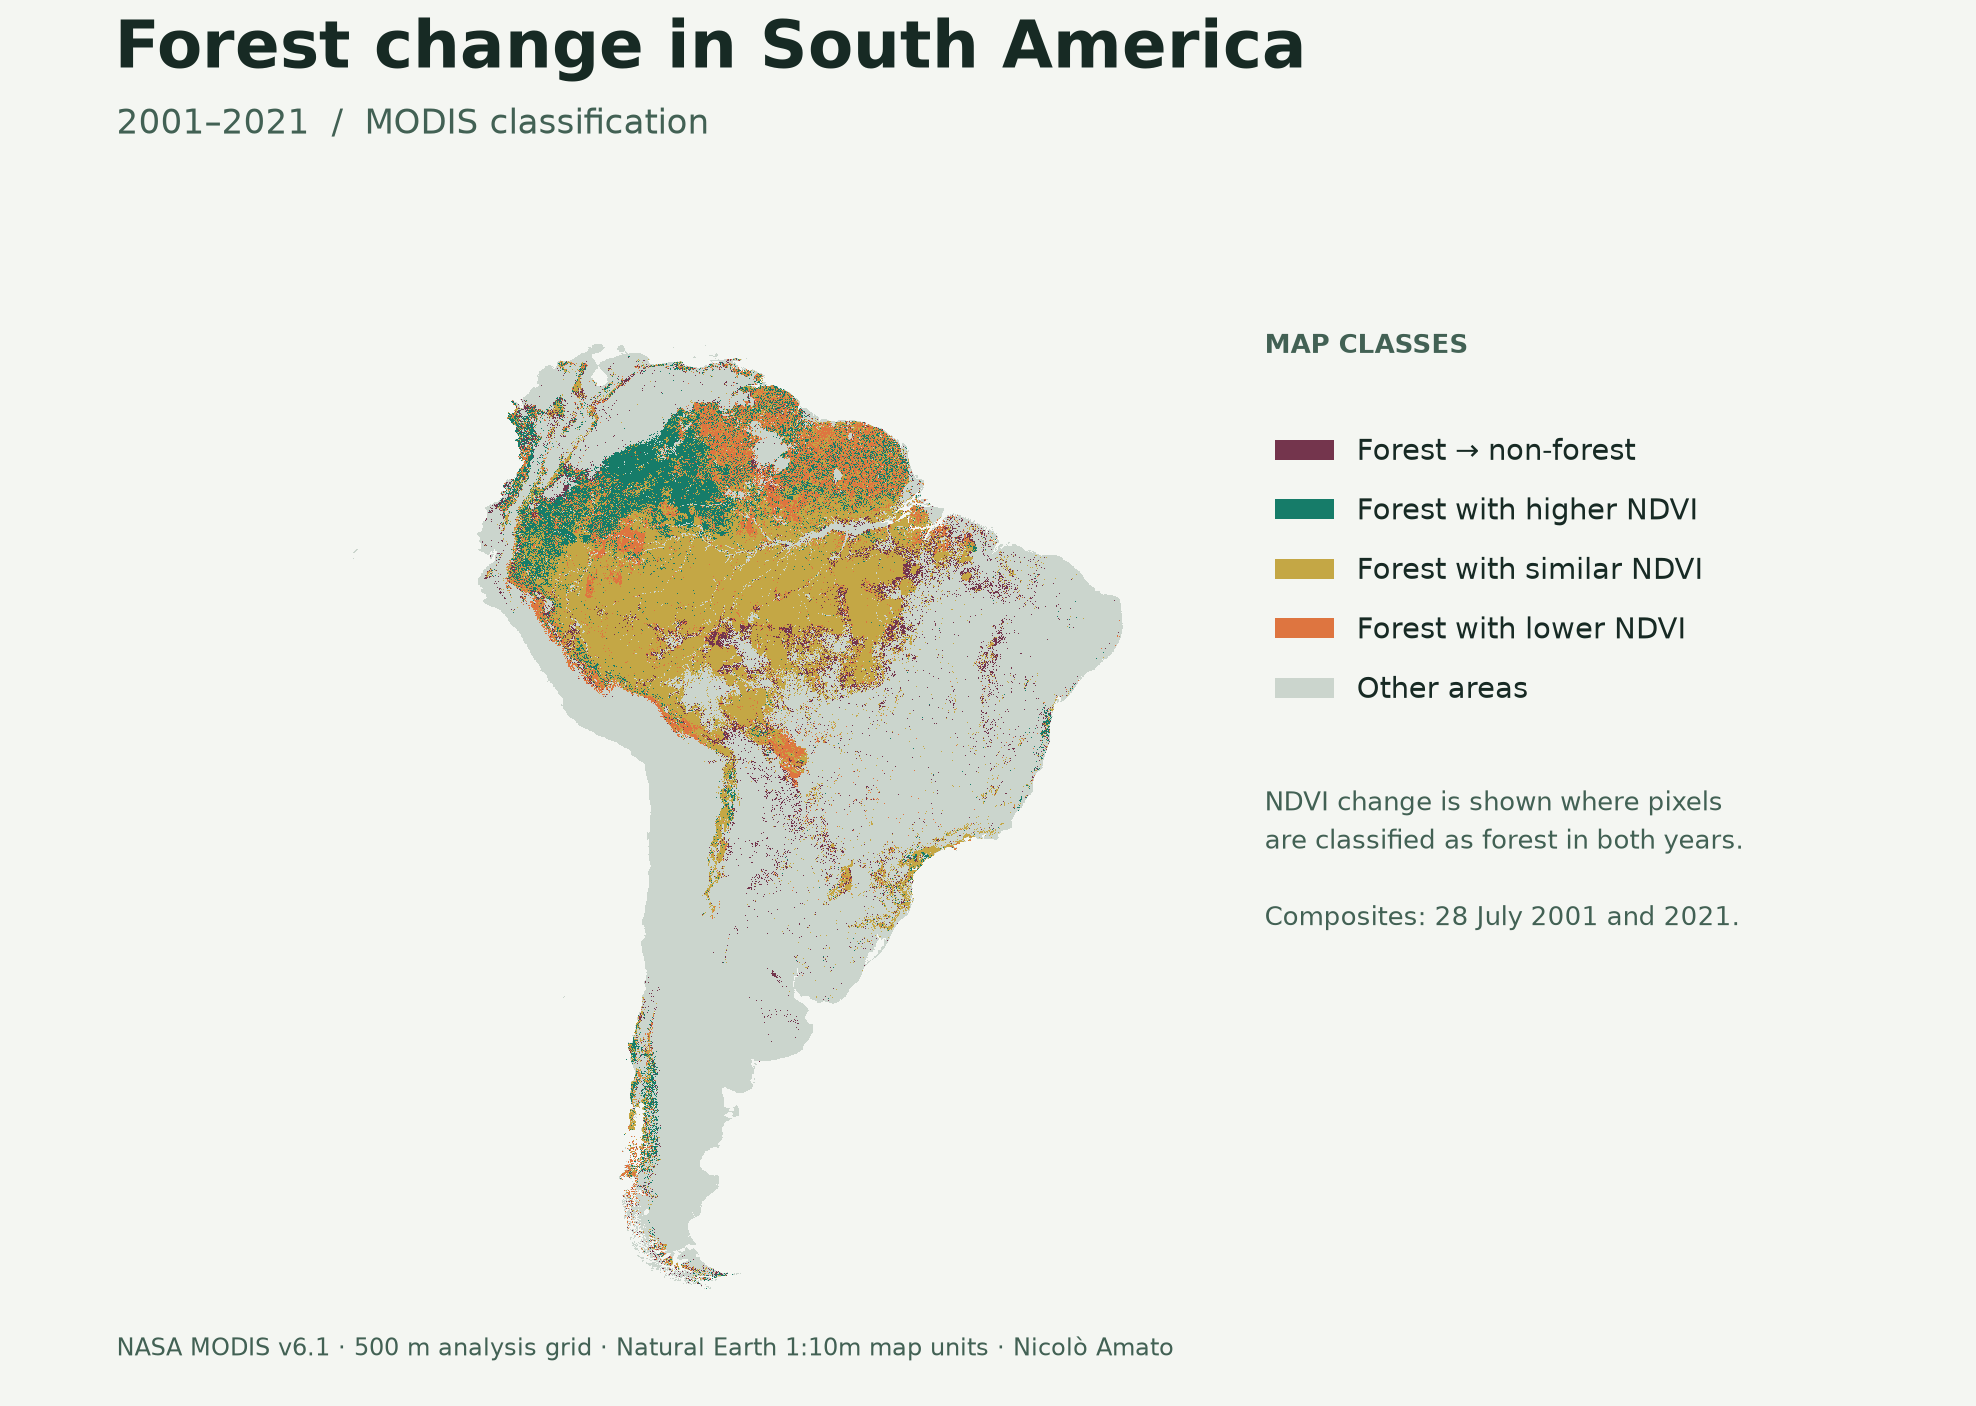 Forest change in South America
2001–2021 / MODIS classification
MAP CLASSES
Forest → non-forest
Forest with higher NDVI
Forest with similar NDVI
Forest with lower NDVI
Other areas
NDVI change is shown where pixels
are classified as forest in both years.
Composites: 28 July 2001 and 2021.
NASA MODIS v6.1 · 500 m analysis grid · Natural Earth 1:10m map units · Nicolò Amato